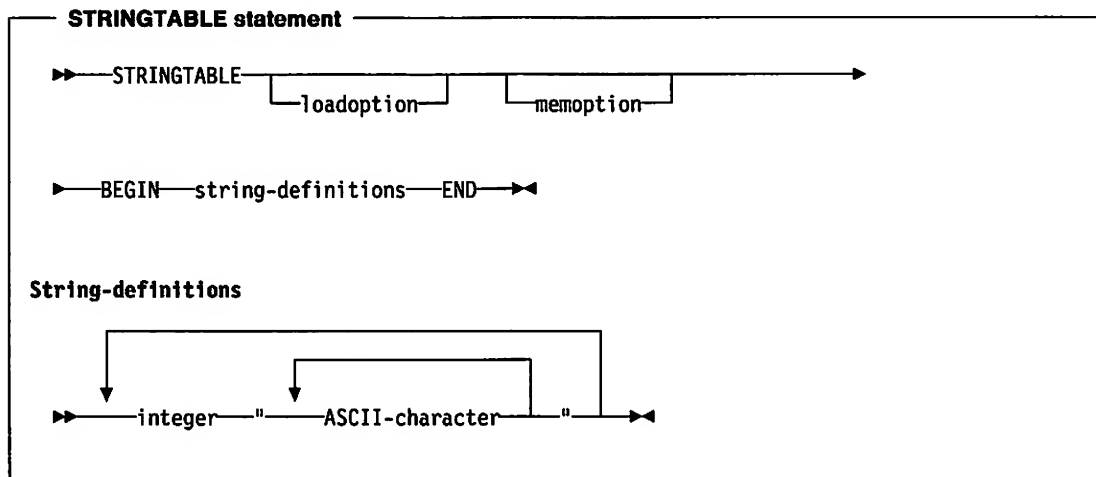 STRINGTABLE statement
STRINGTABLE
loadoption memoption
BEGIN string-definitions END
String-definitions
integer " ASCII-character "